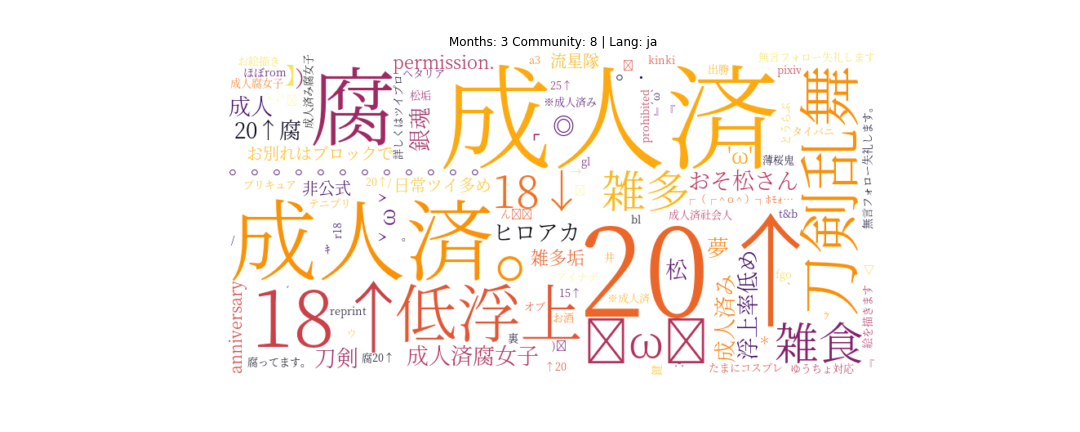 Months: 3 Community: 8 | Lang: ja
お絵描き
ほぼrom
成人腐女子
】
)
成人済み腐女子
腐
permission.
ヘタリア
a3
流星隊
kinki
出勝
無言フォロー失礼します
pixiv
成人
20↑腐
詳しくはツイプロ
松垢
銀魂
25↑
※成人済み
成人済
◎
「
prohibited
『
とうらぶ
タイバニ
刀剣乱舞
無言フォロー失礼します。
お別れはブロックで
'ω'
薄桜鬼
gl
。。。。。。。。。。。。
プリキュア
非公式
20↑/
日常ツイ多め
18↓
雑多
おそ松さん
テニプリ
成人済。
r18
ヒロアカ
bl
成人済社会人
t&b
夢
松
雑多垢
20↑
アイナナ
15↑
※成人済
fgo
▽
18↑
低浮上
オブ
お酒
成人済み
浮上率低め
絵を描きます
anniversary
reprint
裏
ω
雑食
腐ってます。
刀剣
腐20↑
成人済腐女子
↑20
たまにコスプレ
ゆうちょ対応